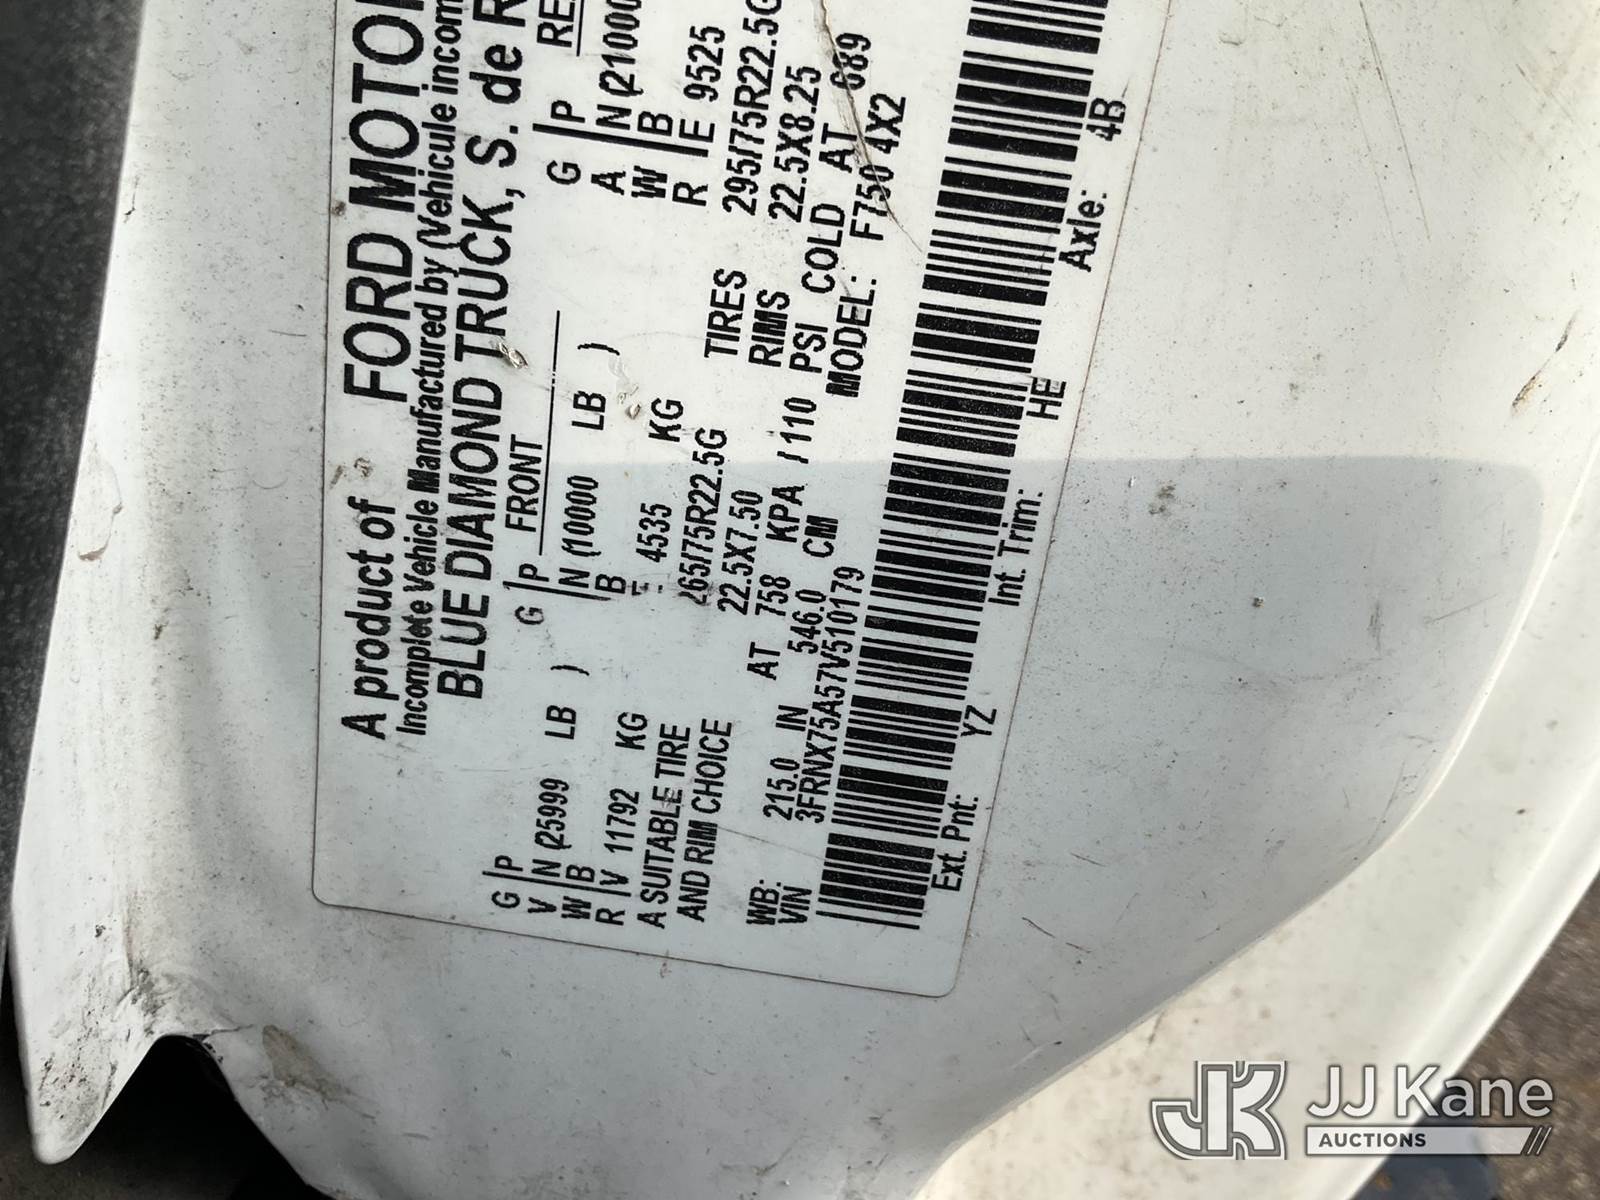 A product of FORD MOTOR
Incomplete Vehicle Manufactured by (Vehicule incom
BLUE DIAMOND TRUCK, S. de R
FRONT RE
G P
V N (25999 LB )
W B
R V 11792 KG
G P
N (10000 LB )
B
4535 KG
G P
A N (21000
W B
R E 9525
A SUITABLE TIRE
AND RIM CHOICE
265/75R22.5G TIRES 295/75R22.5G
22.5X7.50 RIMS 22.5X8.25
AT 758 KPA / 110 PSI COLD AT 689
WB: 215.0 IN 546.0 CM MODEL: F750 4X2
VIN 3FRNX75A57V510179
Ext. Pnt: YZ Int. Trim: HE Axle: 4B
JK JJ Kane
AUCTIONS